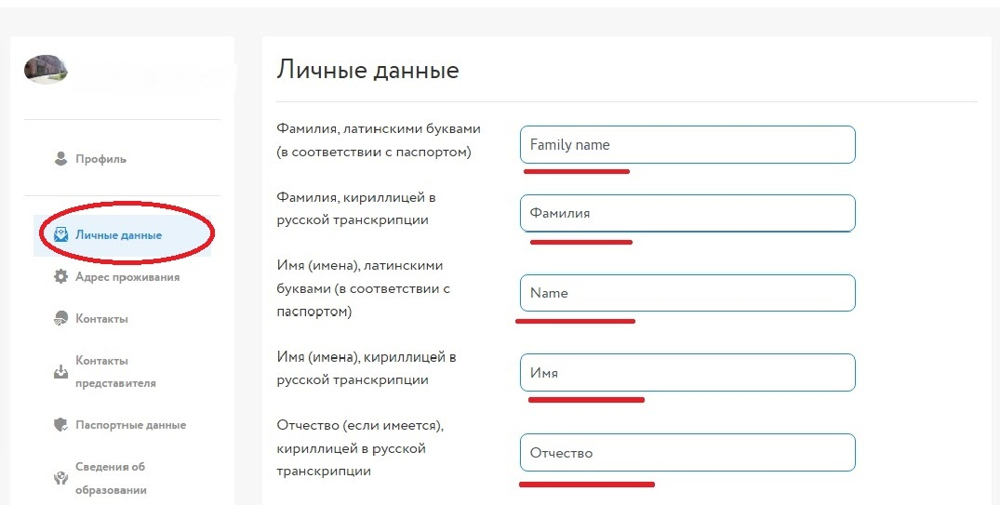 Профиль
Личные данные
Адрес проживания
Контакты
Контакты
представителя
Паспортные данные
Сведения об
образовании
Личные данные
Фамилия, латинскими буквами
(в соответствии с паспортом)
Family name
Фамилия, кириллицей в
русской транскрипции
Фамилия
Имя (имена), латинскими
буквами (в соответствии с
паспортом)
Name
Имя (имена), кириллицей в
русской транскрипции
Имя
Отчество (если имеется),
кириллицей в русской
транскрипции
Отчество